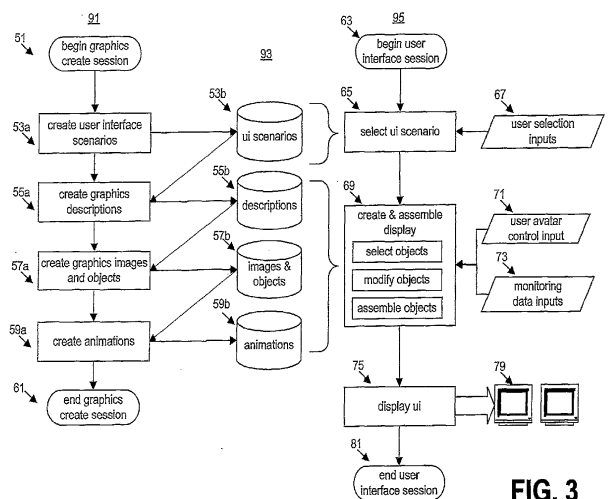 91
51
begin graphics
create session
53a
create user interface
scenarios
55a
create graphics
descriptions
57a
create graphics images
and objects
59a
create animations
61
end graphics
create session
93
53b
ui scenarios
55b
descriptions
57b
images &
objects
59b
animations
95
63
begin user
interface session
65
select ui scenario
67
user selection
inputs
69
create & assemble
display
select objects
modify objects
assemble objects
71
user avatar
control input
73
monitoring
data inputs
75
display ui
79
81
end user
interface session
FIG. 3